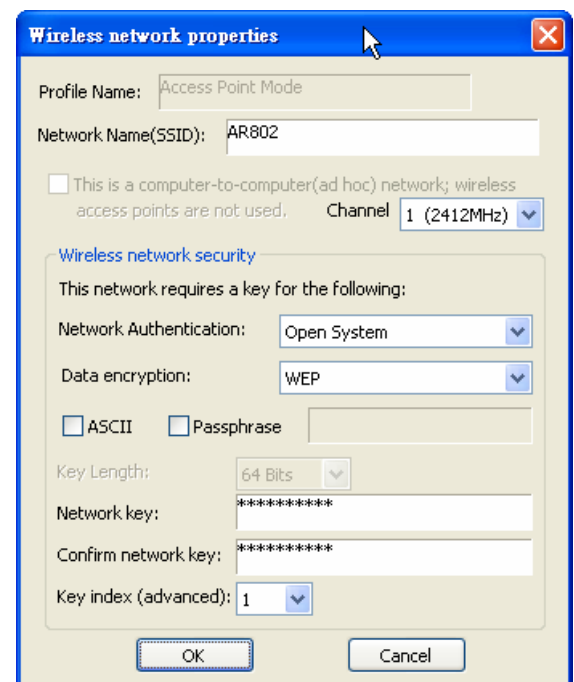 Wireless network properties
Profile Name: Access Point Mode
Network Name(SSID): AR802
This is a computer-to-computer(ad hoc) network; wireless
access points are not used. Channel 1 (2412MHz)
Wireless network security
This network requires a key for the following:
Network Authentication: Open System
Data encryption: WEP
ASCII Passphrase
Key Length: 64 Bits
Network key: **********
Confirm network key: **********
Key index (advanced): 1
OK Cancel